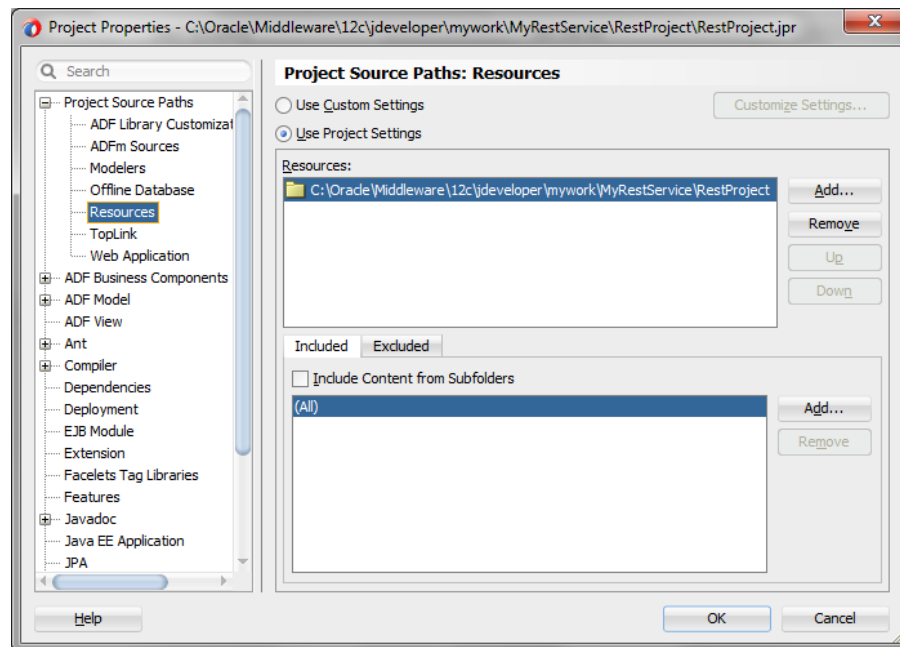 Project Properties - C:\Oracle\Middleware\12c\jdeveloper\mywork\MyRestService\RestProject\RestProject.jpr
Search
Project Source Paths
ADF Library Customizat
ADFm Sources
Modelers
Offline Database
Resources
TopLink
Web Application
ADF Business Components
ADF Model
ADF View
Ant
Compiler
Dependencies
Deployment
EJB Module
Extension
Facelets Tag Libraries
Features
Javadoc
Java EE Application
JPA
Project Source Paths: Resources
Use Custom Settings
Customize Settings...
Use Project Settings
Resources:
C:\Oracle\Middleware\12c\jdeveloper\mywork\MyRestService\RestProject
Add...
Remove
Up
Down
Included Excluded
Include Content from Subfolders
(All)
Add...
Remove
Help
OK
Cancel